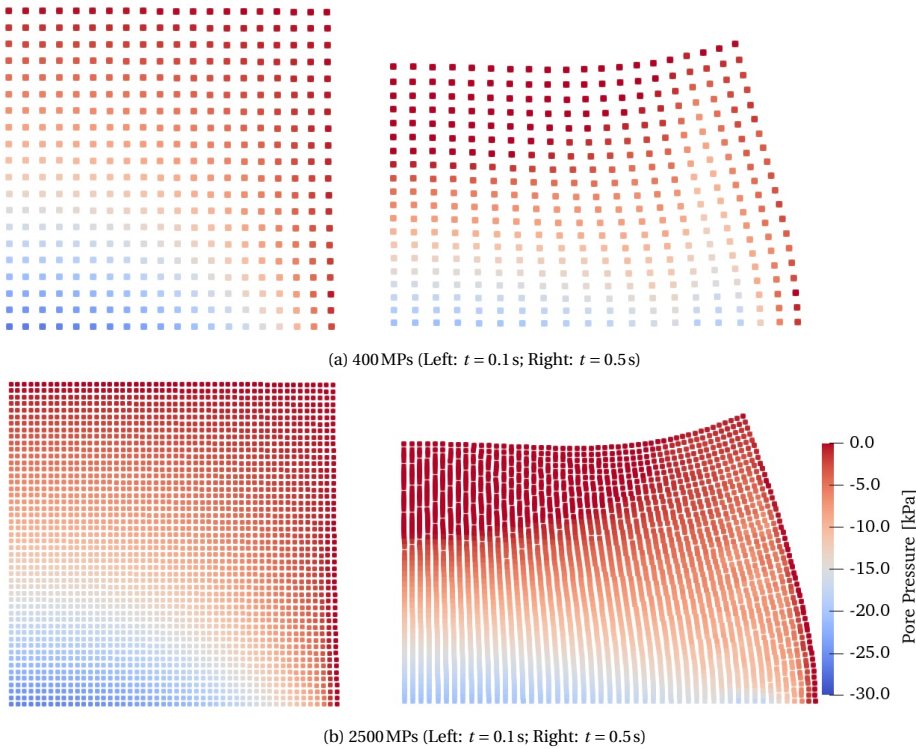 (a) 400 MPs (Left: t = 0.1 s; Right: t = 0.5 s)
0.0
-5.0
-10.0
-15.0
-20.0
-25.0
-30.0
Pore Pressure [kPa]
(b) 2500 MPs (Left: t = 0.1 s; Right: t = 0.5 s)